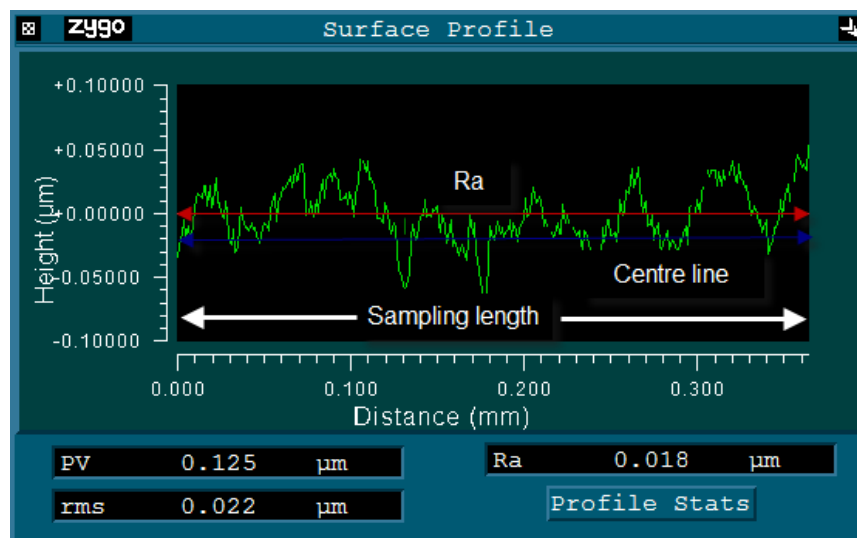 zygo Surface Profile
+0.10000
+0.05000
Ra
+0.00000
Height (µm)
-0.05000
Centre line
Sampling length
-0.10000
0.000 0.100 0.200 0.300
Distance (mm)
PV 0.125 µm
Ra 0.018 µm
rms 0.022 µm
Profile Stats